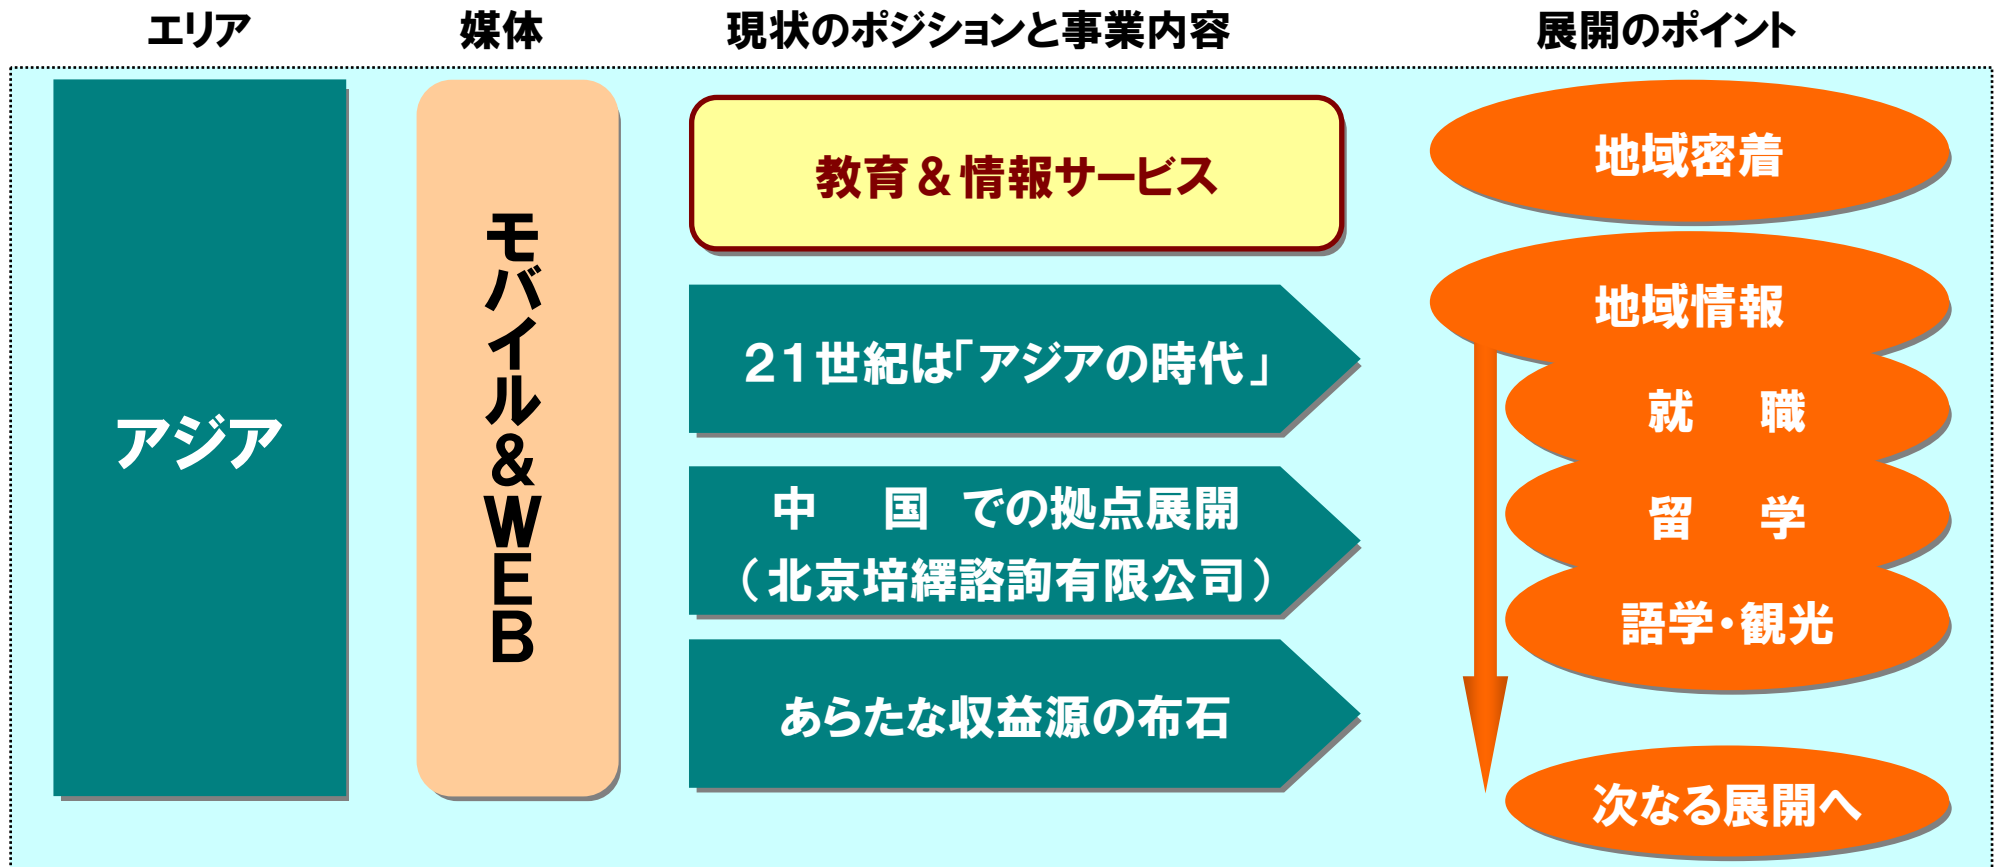 エリア
媒体
現状のポジションと事業内容
展開のポイント
アジア
モバイル&WEB
教育&情報サービス
21世紀は「アジアの時代」
中　国 での拠点展開
(北京培繹諮詢有限公司)
あらたな収益源の布石
地域密着
地域情報
就　職
留　学
語学・観光
次なる展開へ